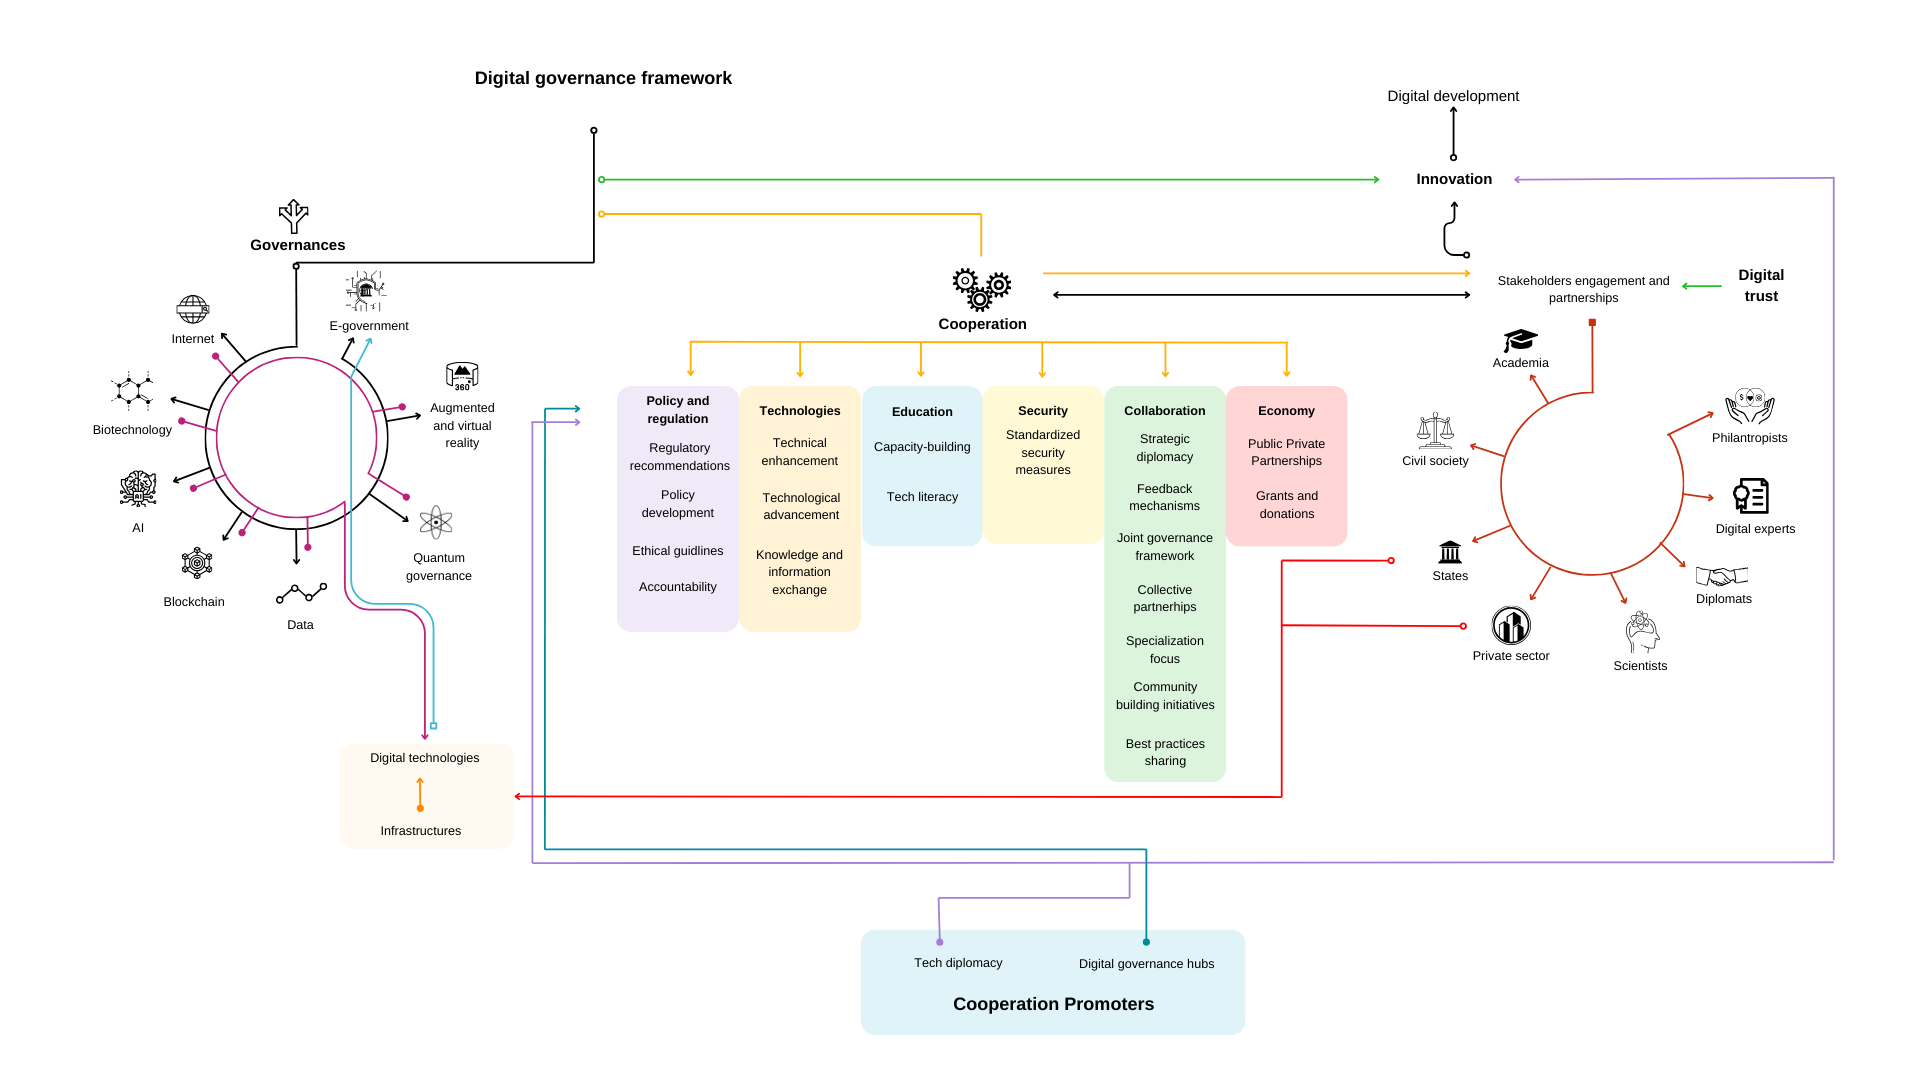 Digital governance framework
Digital development
Innovation
Governances
E-government
Internet
Biotechnology
AI
Blockchain
Data
Quantum
governance
Augmented
and virtual
reality
360
AI
Cooperation
Stakeholders engagement and
partnerships
Digital
trust
Academia
Civil society
States
Private sector
Scientists
Diplomats
Digital experts
Philantropists
$
Policy and
regulation
Regulatory
recommendations
Policy
development
Ethical guidlines
Accountability
Technologies
Technical
enhancement
Technological
advancement
Knowledge and
information
exchange
Education
Capacity-building
Tech literacy
Security
Standardized
security
measures
Collaboration
Strategic
diplomacy
Feedback
mechanisms
Joint governance
framework
Collective
partnerhips
Specialization
focus
Community
building initiatives
Best practices
sharing
Economy
Public Private
Partnerships
Grants and
donations
Digital technologies
Infrastructures
Tech diplomacy
Digital governance hubs
Cooperation Promoters